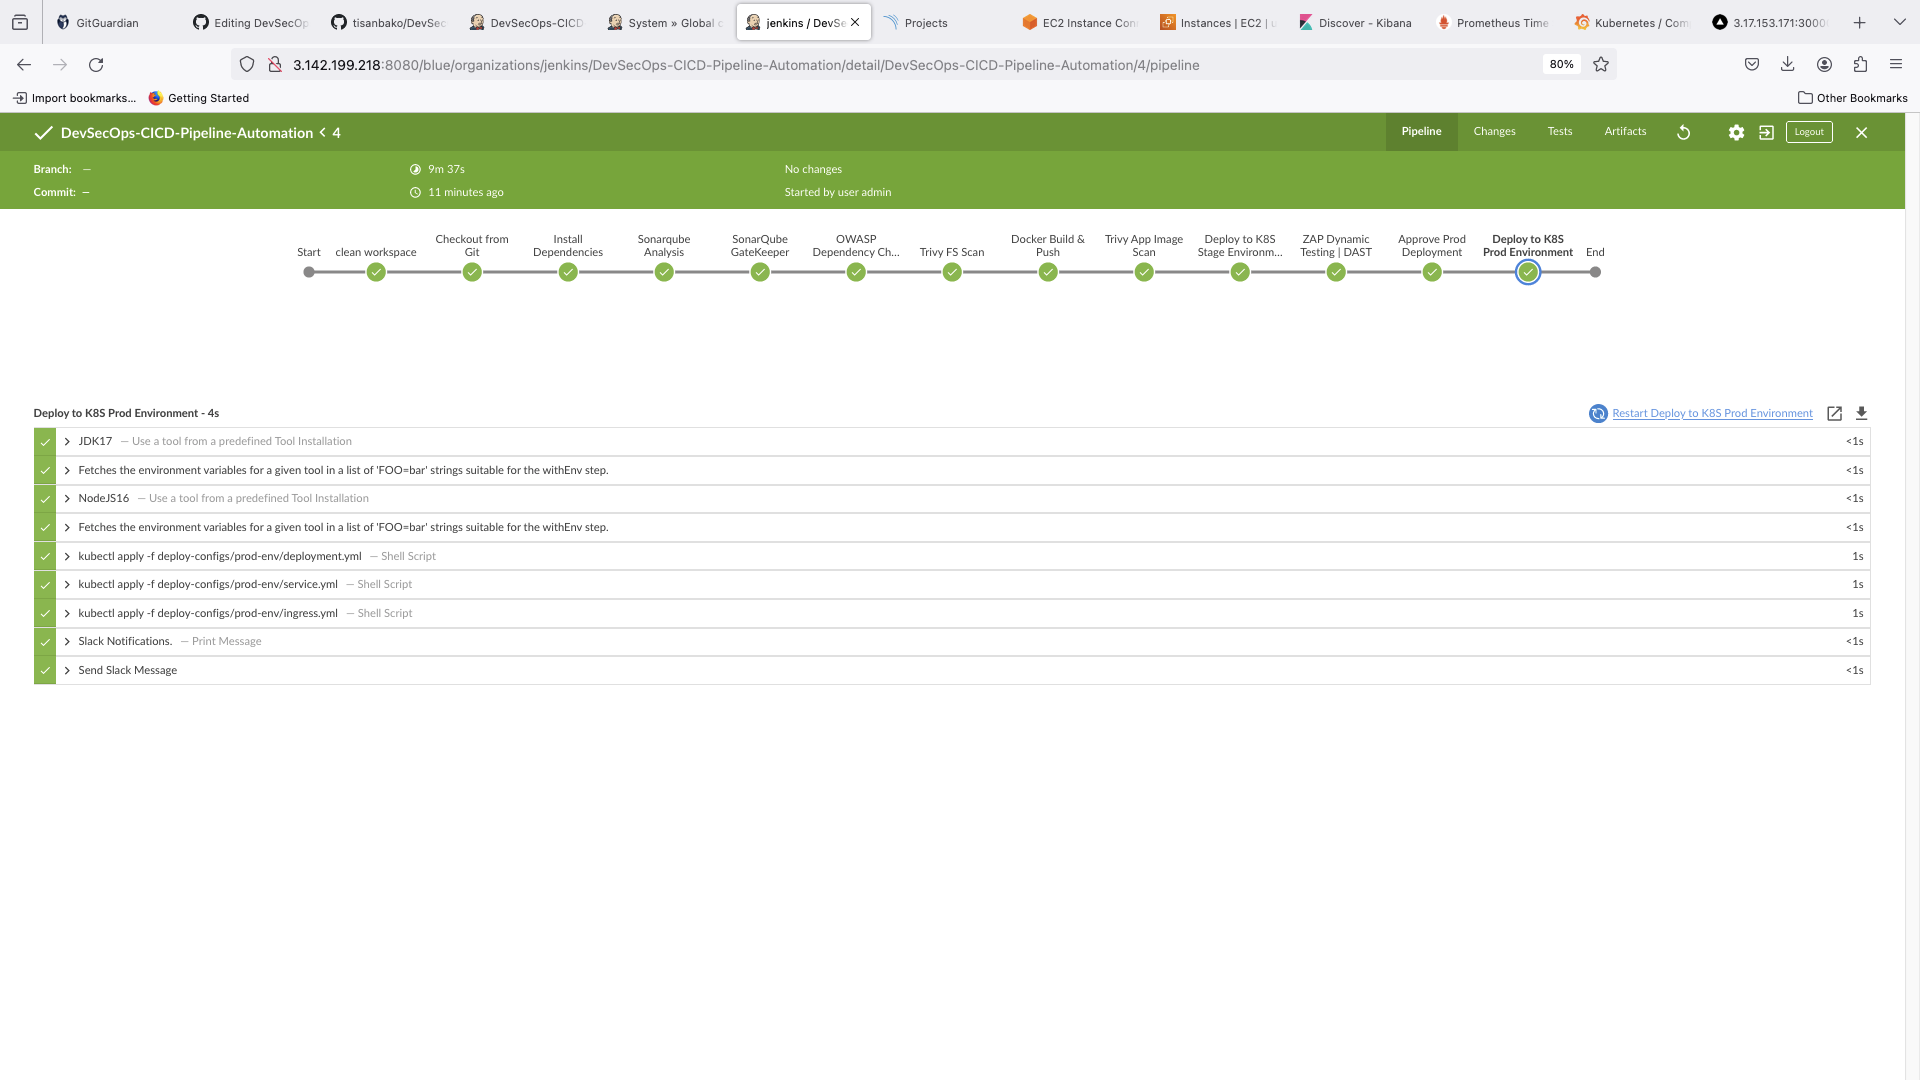 GitGuardian
Editing DevSecOp
tisanbako/DevSec
DevSecOps-CICD
System » Global c
jenkins / DevSe
Projects
EC2 Instance Con
Instances | EC2 | u
Discover - Kibana
Prometheus Time
Kubernetes / Com
3.17.153.171:3000
3.142.199.218:8080/blue/organizations/jenkins/DevSecOps-CICD-Pipeline-Automation/detail/DevSecOps-CICD-Pipeline-Automation/4/pipeline
80%
Import bookmarks...
Getting Started
Other Bookmarks
DevSecOps-CICD-Pipeline-Automation < 4
Pipeline
Changes
Tests
Artifacts
Logout
Branch: —
9m 37s
No changes
Commit: —
11 minutes ago
Started by user admin
Start
clean workspace
Checkout from
Git
Install
Dependencies
Sonarqube
Analysis
SonarQube
GateKeeper
OWASP
Dependency Ch...
Trivy FS Scan
Docker Build &
Push
Trivy App Image
Scan
Deploy to K8S
Stage Environm...
ZAP Dynamic
Testing | DAST
Approve Prod
Deployment
Deploy to K8S
Prod Environment
End
Deploy to K8S Prod Environment - 4s
Restart Deploy to K8S Prod Environment
JDK17 — Use a tool from a predefined Tool Installation <1s
Fetches the environment variables for a given tool in a list of 'FOO=bar' strings suitable for the withEnv step. <1s
NodeJS16 — Use a tool from a predefined Tool Installation <1s
Fetches the environment variables for a given tool in a list of 'FOO=bar' strings suitable for the withEnv step. <1s
kubectl apply -f deploy-configs/prod-env/deployment.yml — Shell Script 1s
kubectl apply -f deploy-configs/prod-env/service.yml — Shell Script 1s
kubectl apply -f deploy-configs/prod-env/ingress.yml — Shell Script 1s
Slack Notifications. — Print Message <1s
Send Slack Message <1s